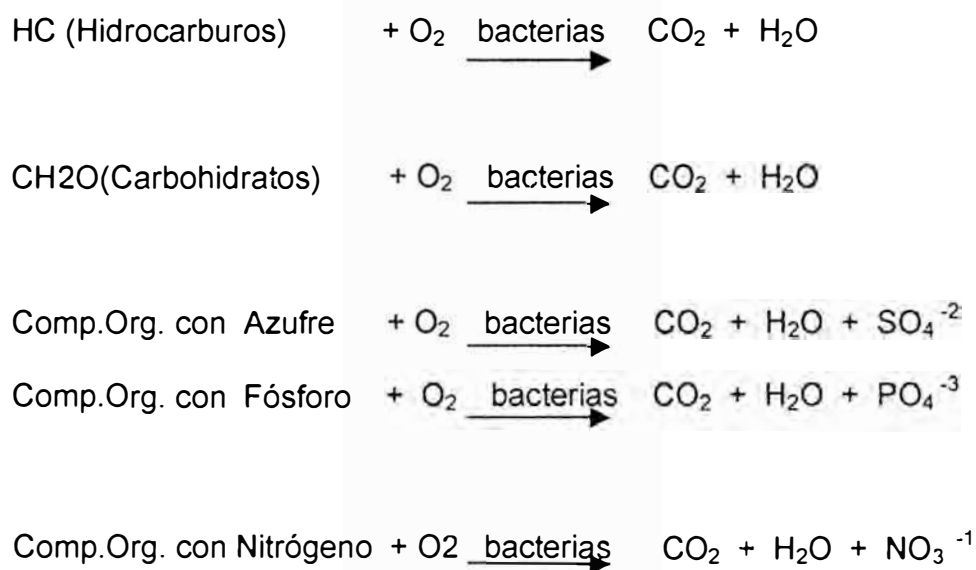 HC (Hidrocarburos) + O₂ bacterias CO₂ + H₂O
CH2O(Carbohidratos) + O₂ bacterias CO₂ + H₂O
Comp.Org. con Azufre + O₂ bacterias CO₂ + H₂O + SO₄⁻²
Comp.Org. con Fósforo + O₂ bacterias CO₂ + H₂O + PO₄⁻³
Comp.Org. con Nitrógeno + O2 bacterias CO₂ + H₂O + NO₃⁻¹